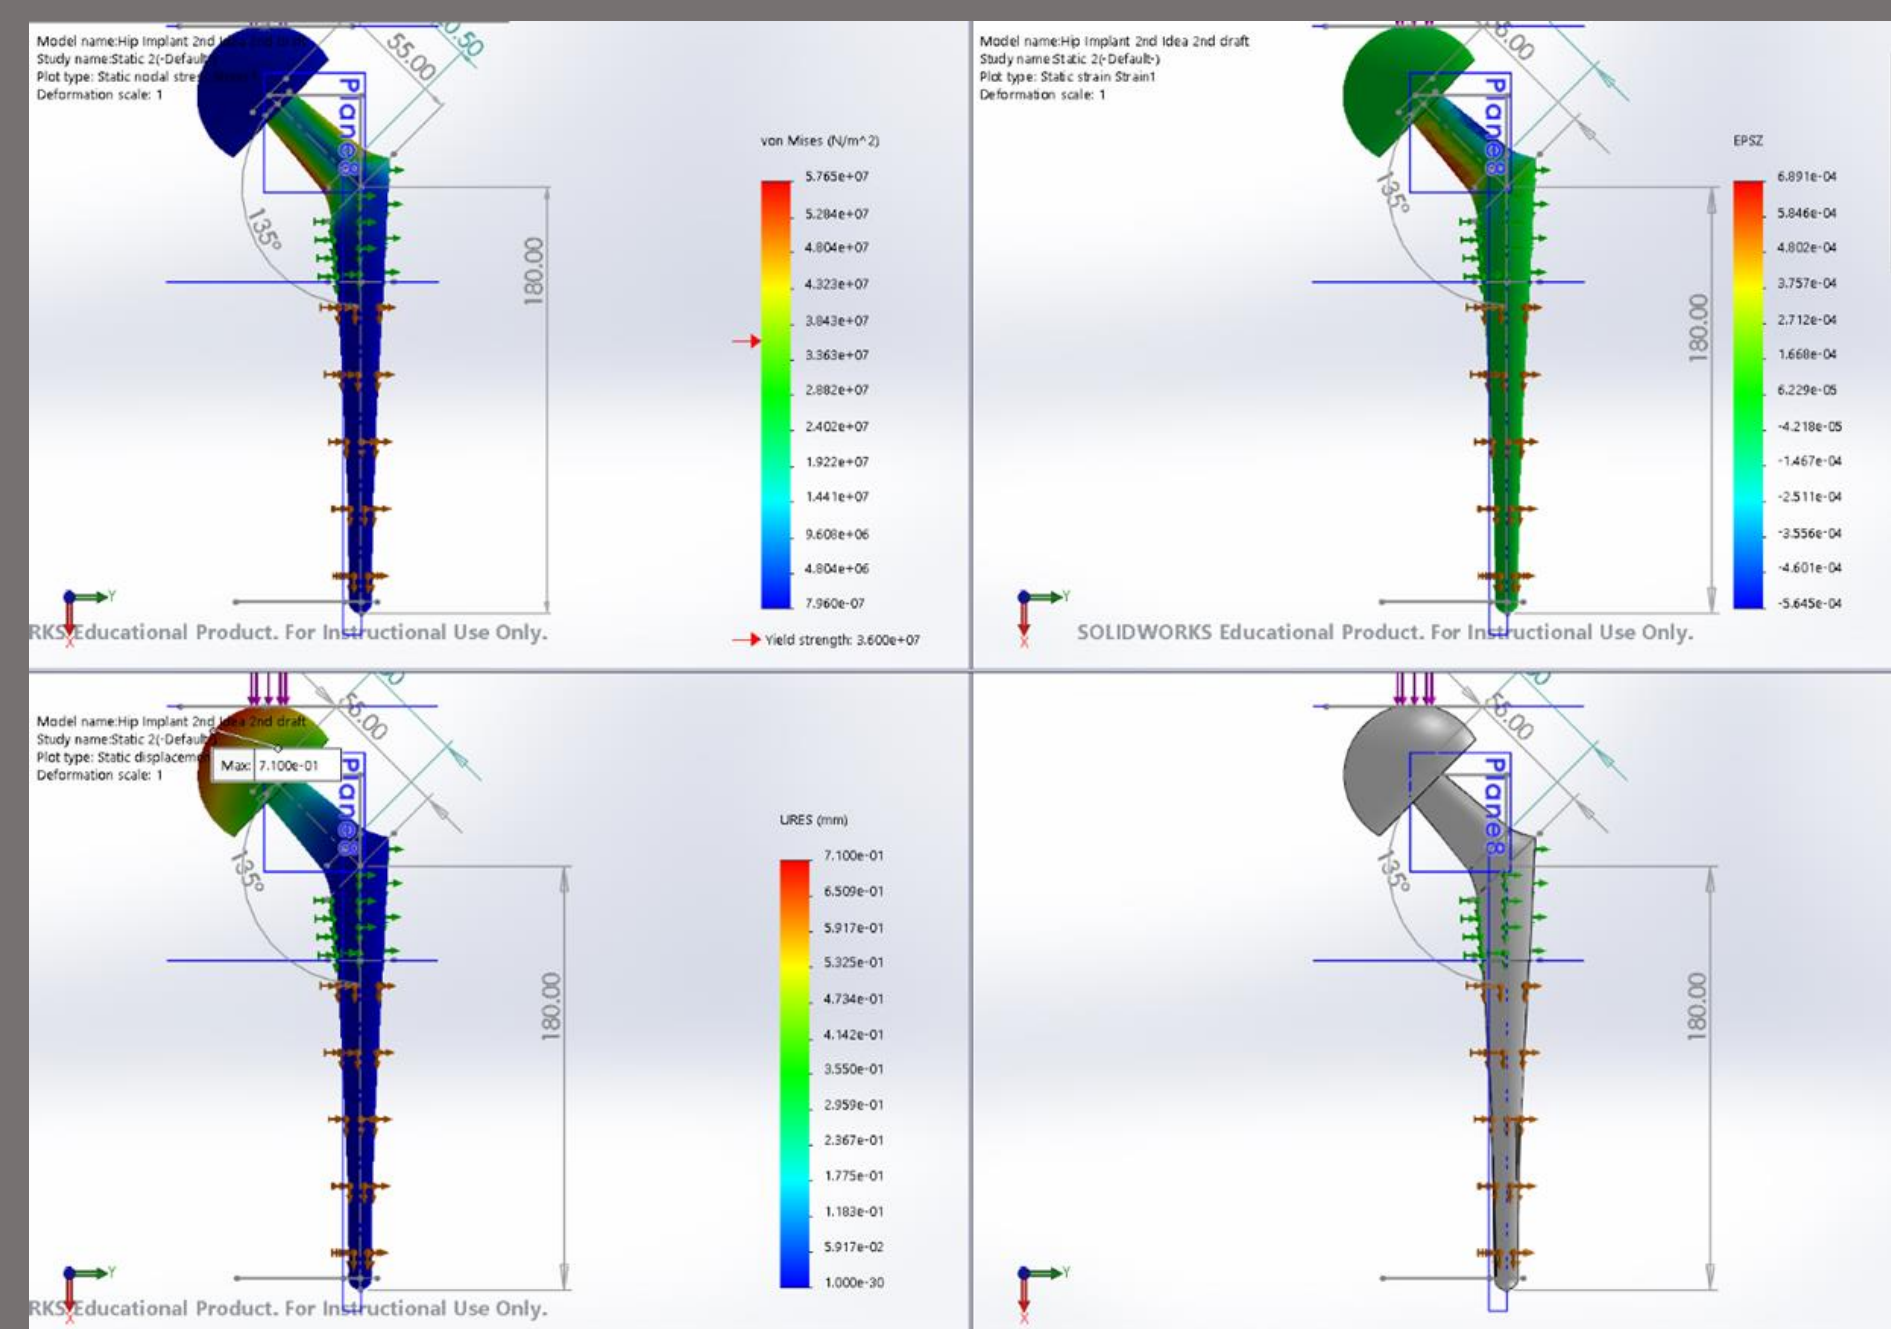 Model name:Hip Implant 2nd Idea 2nd draft
Study name:Static 2(-Default
Plot type: Static nodal stre
Deformation scale: 1
0.50
55.00
Plane8
135°
180.00
von Mises (N/m^2)
5.765e+07
5.284e+07
4.804e+07
4.323e+07
3.843e+07
3.363e+07
2.882e+07
2.402e+07
1.922e+07
1.441e+07
9.608e+06
4.804e+06
7.960e-07
Yield strength: 3.600e+07
Y
X
RKS Educational Product. For Instructional Use Only.
Model name:Hip Implant 2nd Idea 2nd draft
Study name:Static 2(-Default-)
Plot type: Static strain Strain1
Deformation scale: 1
5.00
Plane8
135°
180.00
EPSZ
6.891e-04
5.846e-04
4.802e-04
3.757e-04
2.712e-04
1.668e-04
6.229e-05
-4.218e-05
-1.467e-04
-2.511e-04
-3.556e-04
-4.601e-04
-5.645e-04
Y
X
SOLIDWORKS Educational Product. For Instructional Use Only.
Model name:Hip Implant 2nd Idea 2nd draft
Study name:Static 2(-Default
Plot type: Static displaceme
Deformation scale: 1
Max: 7.100e-01
0
55.00
Plane8
135°
180.00
URES (mm)
7.100e-01
6.509e-01
5.917e-01
5.325e-01
4.734e-01
4.142e-01
3.550e-01
2.959e-01
2.367e-01
1.775e-01
1.183e-01
5.917e-02
1.000e-30
Y
X
RKS Educational Product. For Instructional Use Only.
0
55.00
Plane8
135°
180.00
Y
X